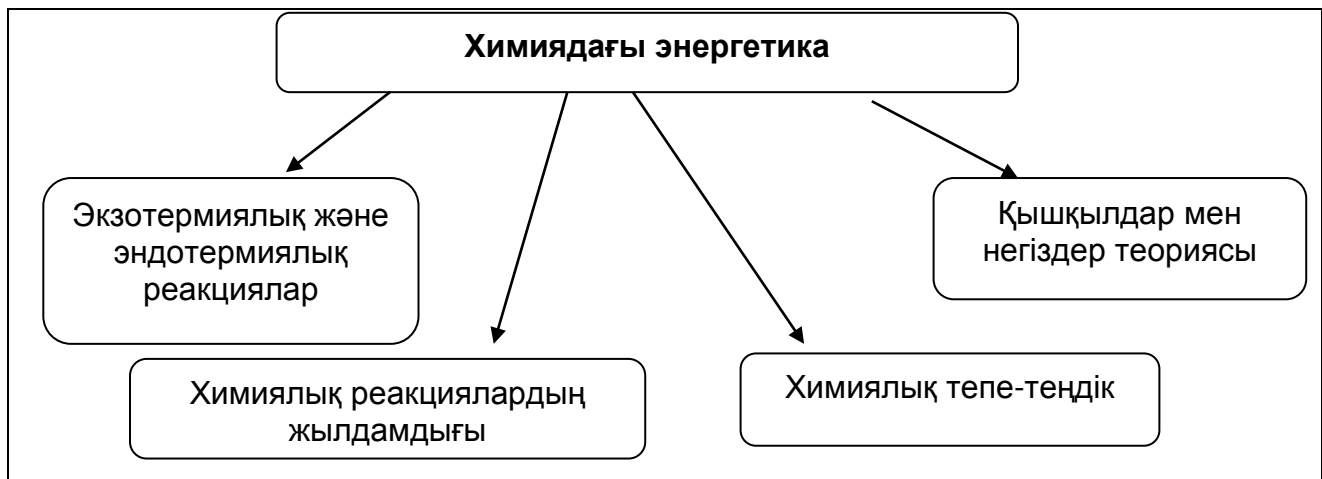 Химиядағы энергетика
Экзотермиялық және
эндотермиялық
реакциялар
Қышқылдар мен
негіздер теориясы
Химиялық реакциялардың
жылдамдығы
Химиялық тепе-теңдік